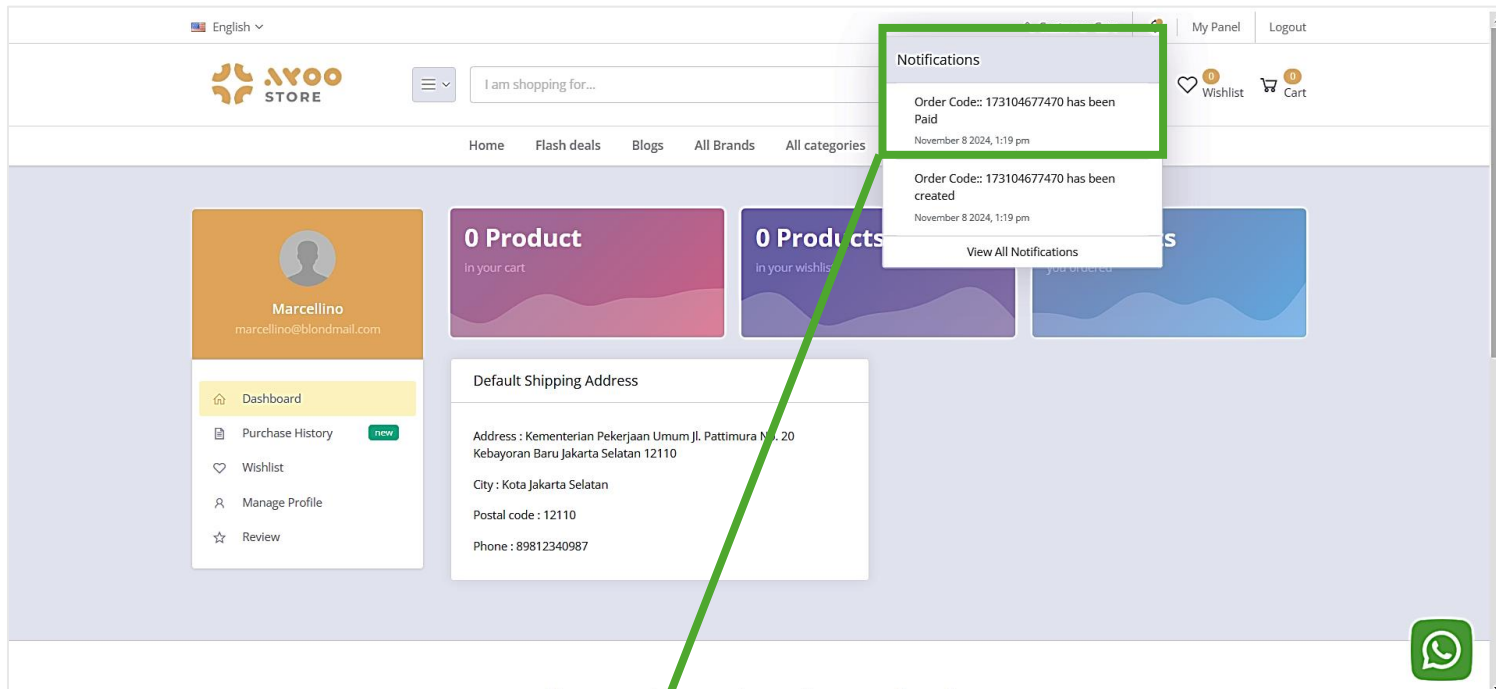 English
My Panel
Logout
AYOO
STORE
I am shopping for...
0
Wishlist
0
Cart
Home
Flash deals
Blogs
All Brands
All categories
Notifications
Order Code:: 173104677470 has been
Paid
November 8 2024, 1:19 pm
Order Code:: 173104677470 has been
created
November 8 2024, 1:19 pm
View All Notifications
Marcellino
marcellino@blondmail.com
0 Product
in your cart
0 Products
in your wishlist
you ordered
Dashboard
Purchase History
new
Wishlist
Manage Profile
Review
Default Shipping Address
Address : Kementerian Pekerjaan Umum Jl. Pattimura No. 20
Kebayoran Baru Jakarta Selatan 12110
City : Kota Jakarta Selatan
Postal code : 12110
Phone : 89812340987